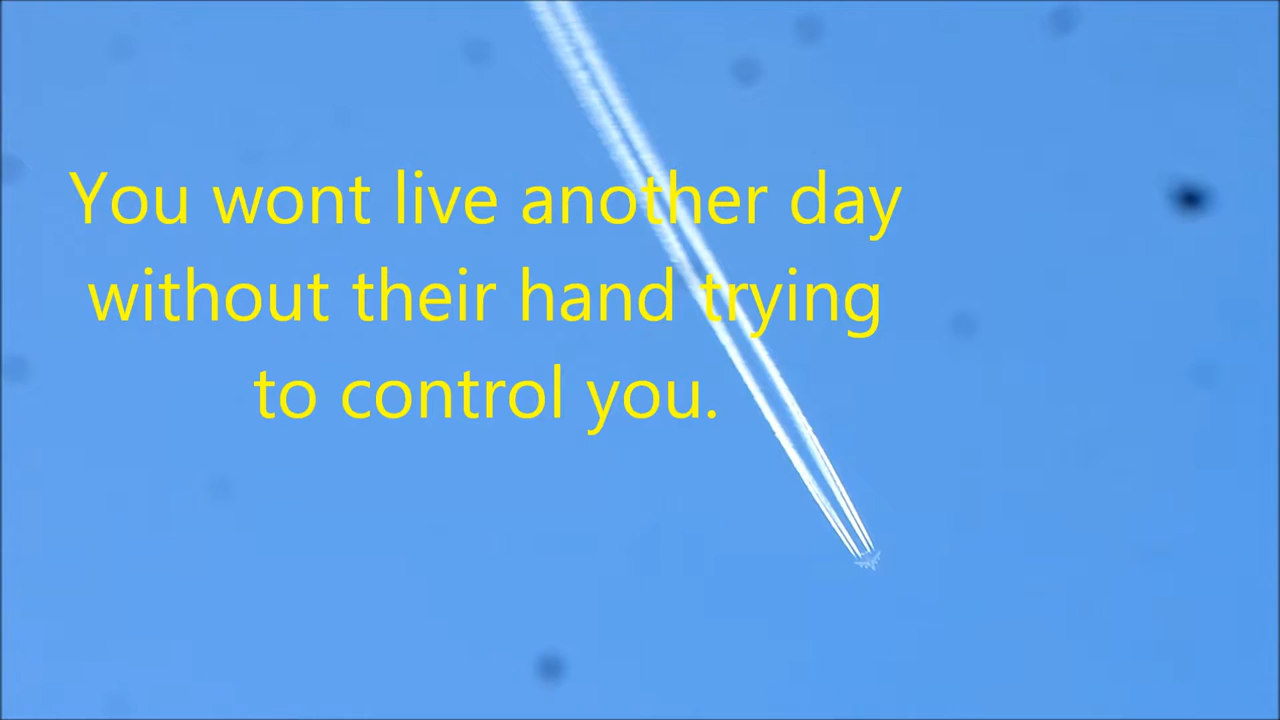 You wont live another day
without their hand trying
to control you.